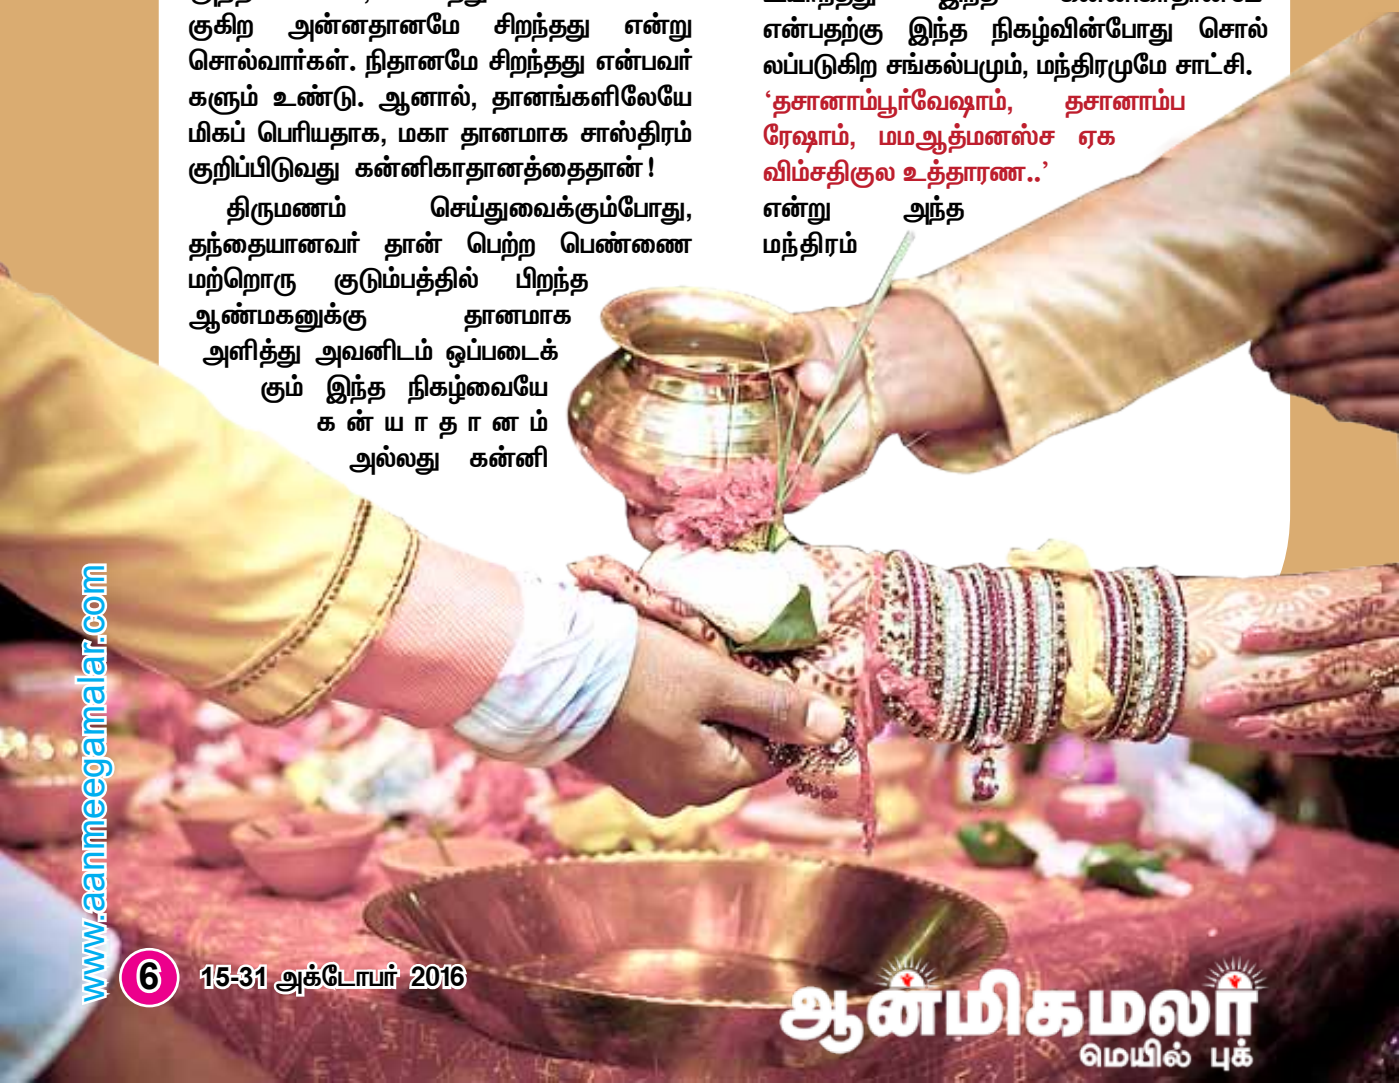 குகிற அன்னதானமே சிறந்தது என்று
சொல்வார்கள். நிதானமே சிறந்தது என்பவர்
களும் உண்டு. ஆனால், தானங்களிலேயே
மிகப் பெரியதாக, மகா தானமாக சாஸ்திரம்
குறிப்பிடுவது கன்னிகாதானத்தைதான்!
திருமணம் செய்துவைக்கும்போது,
தந்தையானவர் தான் பெற்ற பெண்ணை
மற்றொரு குடும்பத்தில் பிறந்த
ஆண்மகனுக்கு தானமாக
அளித்து அவனிடம் ஒப்படைக்
கும் இந்த நிகழ்வையே
க ன் யா தா ன ம்
அல்லது கன்னி
என்பதற்கு இந்த நிகழ்வின்போது சொல்
லப்படுகிற சங்கல்பமும், மந்திரமுமே சாட்சி.
‘தசானாம்பூர்வேஷாம், தசானாம்ப
ரேஷாம், மமஆத்மனஸ்ச ஏக
விம்சதிகுல உத்தாரண..’
என்று அந்த
மந்திரம்
www.aanmeegamalar.com
6 15-31 அக்டோபர் 2016
ஆன்மிகமலர்
மெயில் புக்